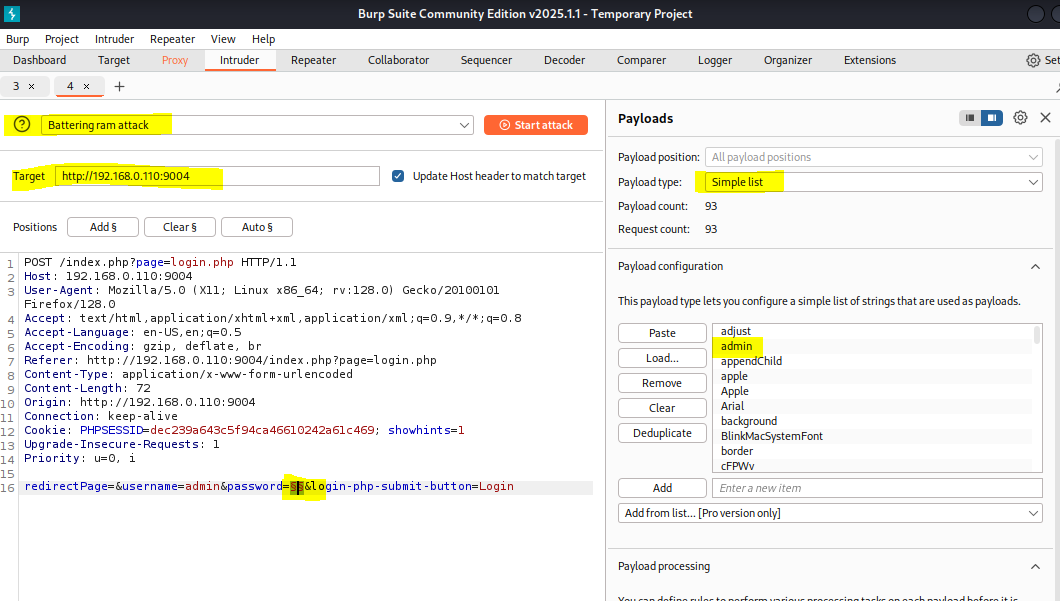 Burp Suite Community Edition v2025.1.1 - Temporary Project
Burp Project Intruder Repeater View Help
Dashboard Target Proxy Intruder Repeater Collaborator Sequencer Decoder Comparer Logger Organizer Extensions Set
3 × 4 × +
? Battering ram attack Start attack
Target http://192.168.0.110:9004 Update Host header to match target
Positions Add § Clear § Auto §
1 POST /index.php?page=login.php HTTP/1.1
2 Host: 192.168.0.110:9004
3 User-Agent: Mozilla/5.0 (X11; Linux x86_64; rv:128.0) Gecko/20100101
Firefox/128.0
4 Accept: text/html,application/xhtml+xml,application/xml;q=0.9,*/*;q=0.8
5 Accept-Language: en-US,en;q=0.5
6 Accept-Encoding: gzip, deflate, br
7 Referer: http://192.168.0.110:9004/index.php?page=login.php
8 Content-Type: application/x-www-form-urlencoded
9 Content-Length: 72
10 Origin: http://192.168.0.110:9004
11 Connection: keep-alive
12 Cookie: PHPSESSID=dec239a643c5f94ca46610242a61c469; showhints=1
13 Upgrade-Insecure-Requests: 1
14 Priority: u=0, i
15
16 redirectPage=&username=admin&password=§§&login-php-submit-button=Login
Payloads
Payload position: All payload positions
Payload type: Simple list
Payload count: 93
Request count: 93
Payload configuration
This payload type lets you configure a simple list of strings that are used as payloads.
Paste
Load...
Remove
Clear
Deduplicate
adjust
admin
appendChild
apple
Apple
Arial
background
BlinkMacSystemFont
border
cFPWv
Add Enter a new item
Add from list... [Pro version only]
Payload processing
You can define rules to perform various processing tasks on each payload before it is